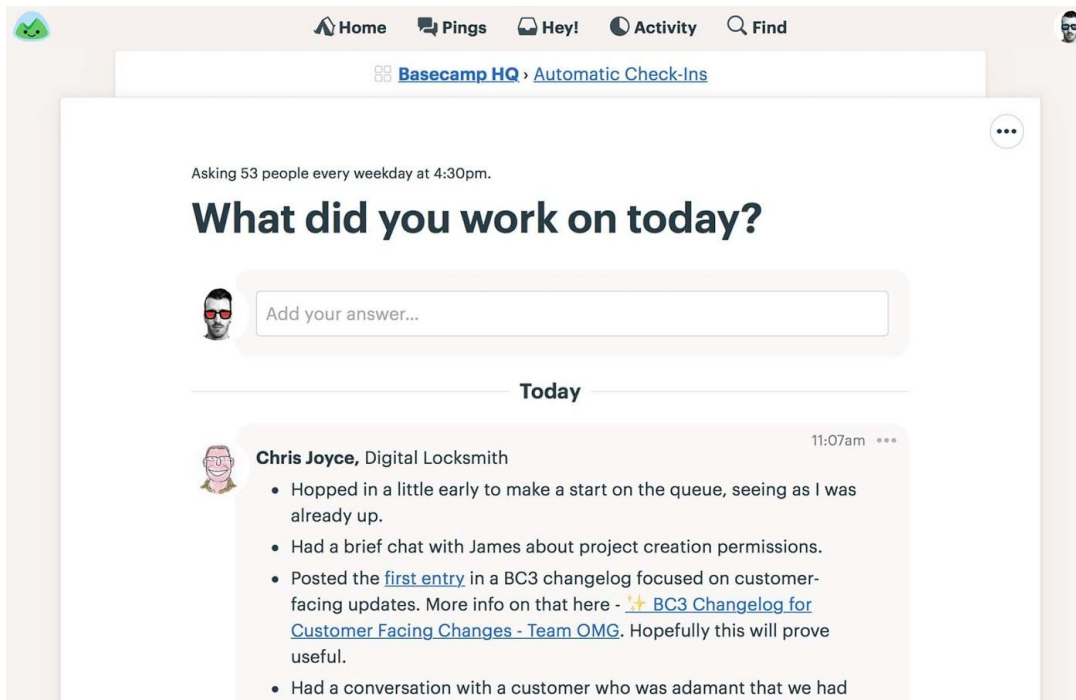 Home Pings Hey! Activity Find
Basecamp HQ › Automatic Check-Ins
Asking 53 people every weekday at 4:30pm.
What did you work on today?
Add your answer...
Today
11:07am
Chris Joyce, Digital Locksmith
• Hopped in a little early to make a start on the queue, seeing as I was
already up.
• Had a brief chat with James about project creation permissions.
• Posted the first entry in a BC3 changelog focused on customer-
facing updates. More info on that here - ✨ BC3 Changelog for
Customer Facing Changes - Team OMG. Hopefully this will prove
useful.
• Had a conversation with a customer who was adamant that we had